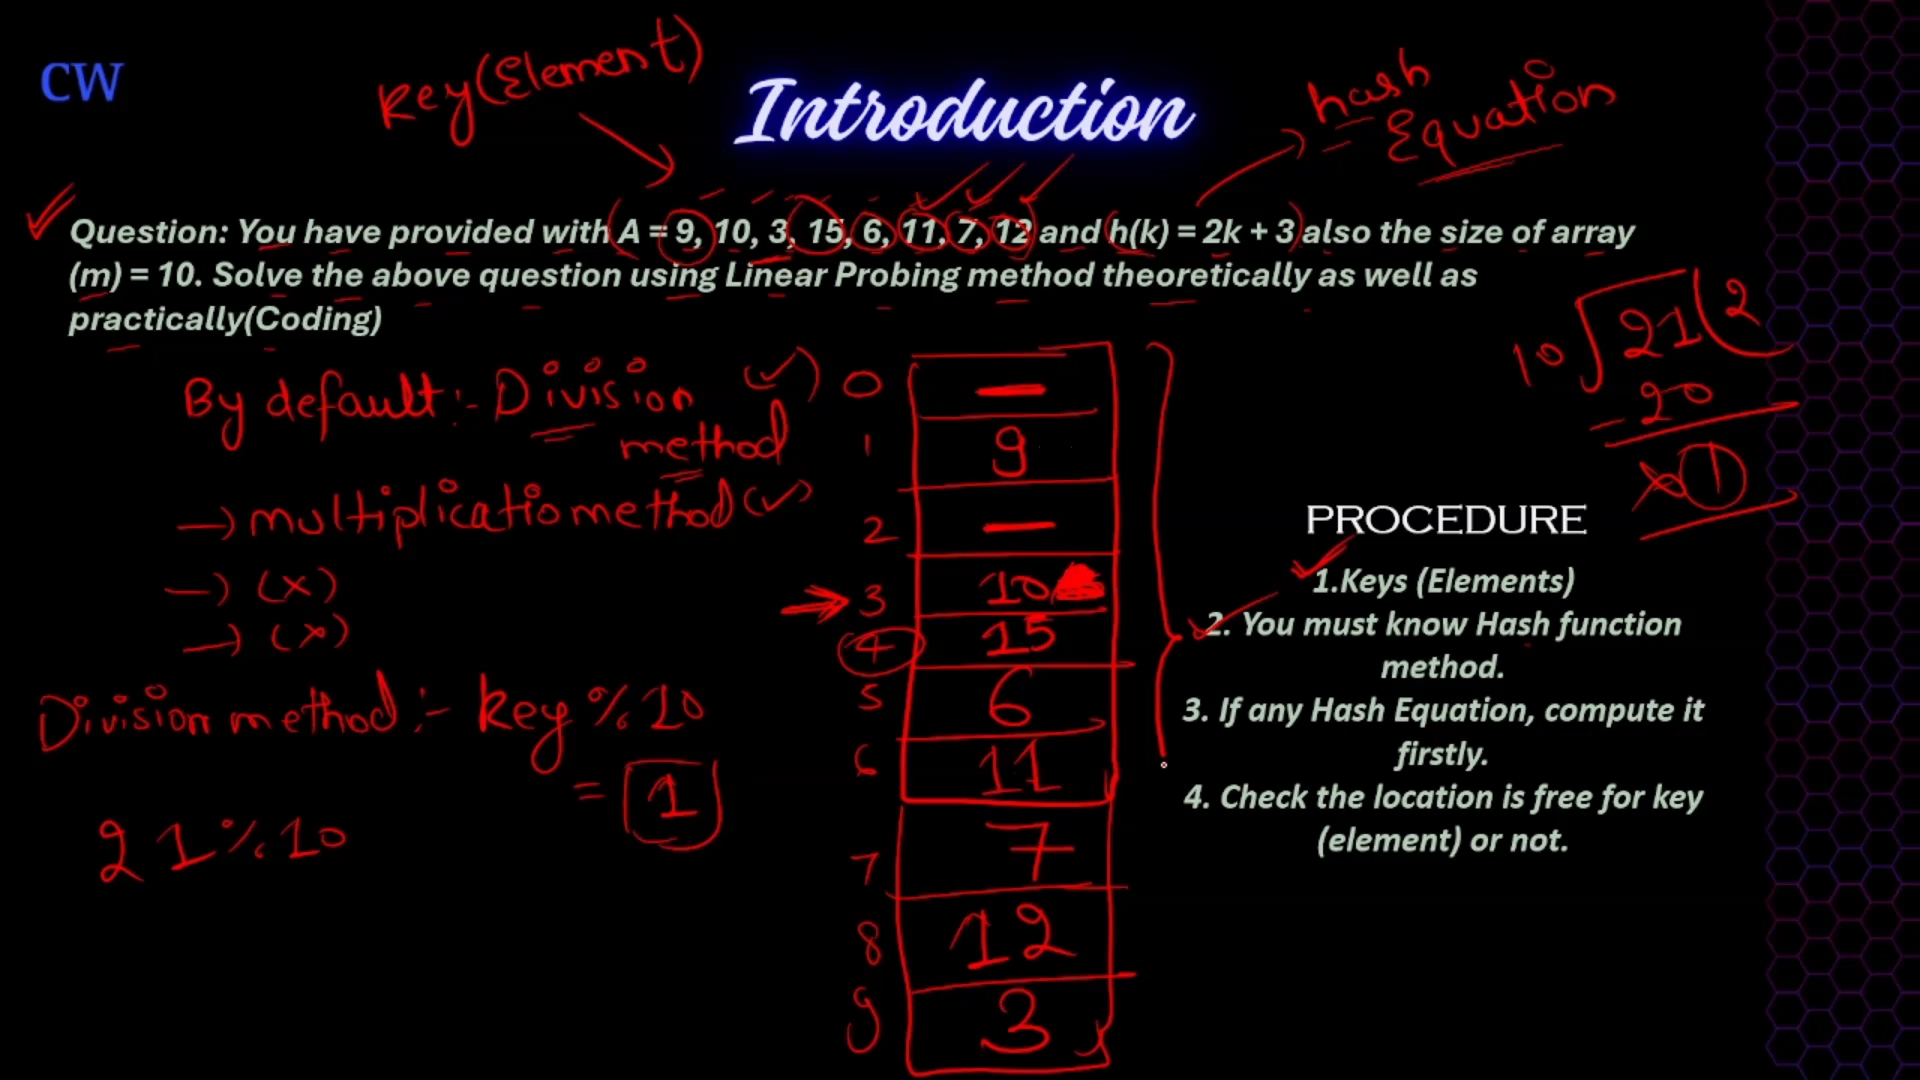 CW
Key(Element)
Introduction
hash
Equation
Question: You have provided with A = 9, 10, 3, 15, 6, 11, 7, 12 and h(k) = 2k + 3 also the size of array
(m) = 10. Solve the above question using Linear Probing method theoretically as well as
practically(Coding)
By default:- Division
method
→ multiplicatio method (✓)
→ (x)
→ (x)
Division method:- key % 10
= 1
21 % 10
0 —
1 9
2 —
3 10
4 15
5 6
6 11
7 7
8 12
9 3
10 21 ( 2
- 20
1
PROCEDURE
1.Keys (Elements)
2. You must know Hash function
method.
3. If any Hash Equation, compute it
firstly.
4. Check the location is free for key
(element) or not.